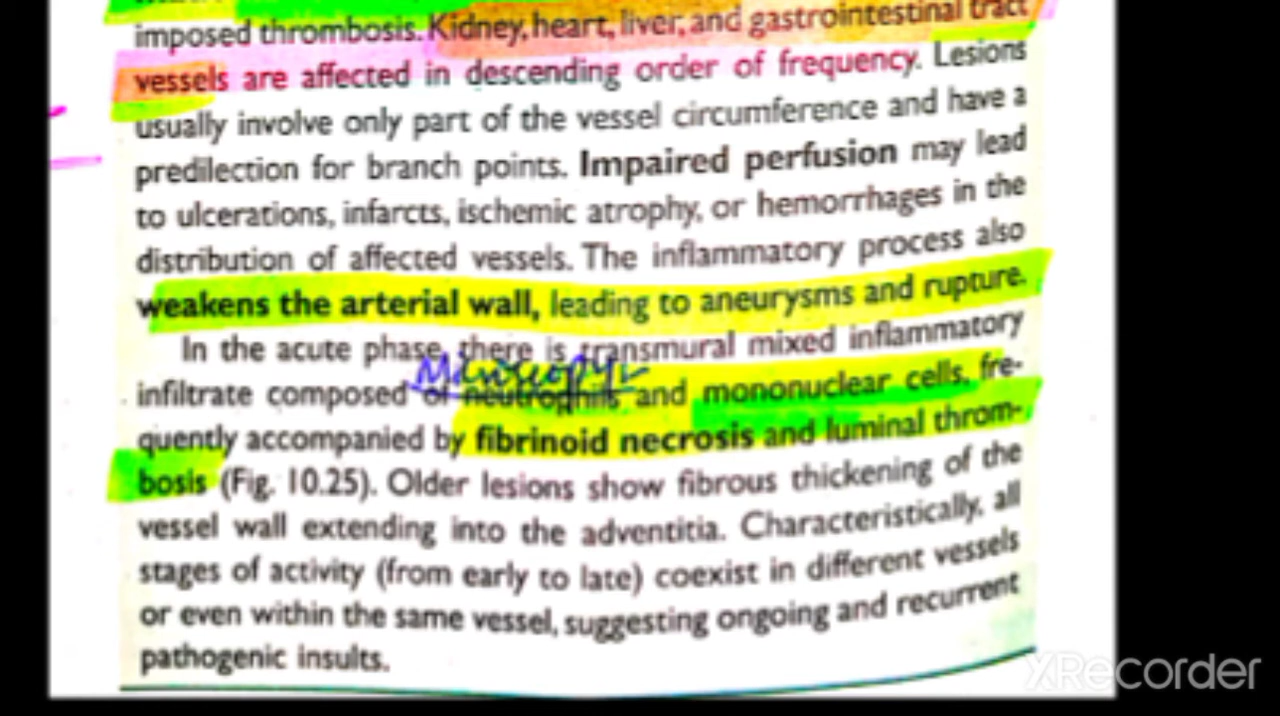 imposed thrombosis. Kidney, heart, liver, and gastrointestinal tract
vessels are affected in descending order of frequency. Lesions
usually involve only part of the vessel circumference and have a
predilection for branch points. Impaired perfusion may lead
to ulcerations, infarcts, ischemic atrophy, or hemorrhages in the
distribution of affected vessels. The inflammatory process also
weakens the arterial wall, leading to aneurysms and rupture.
In the acute phase, there is transmural mixed inflammatory
Microscopy
infiltrate composed of neutrophils and mononuclear cells, fre-
quently accompanied by fibrinoid necrosis and luminal throm-
bosis (Fig. 10.25). Older lesions show fibrous thickening of the
vessel wall extending into the adventitia. Characteristically, all
stages of activity (from early to late) coexist in different vessels
or even within the same vessel, suggesting ongoing and recurrent
pathogenic insults.
XRecorder